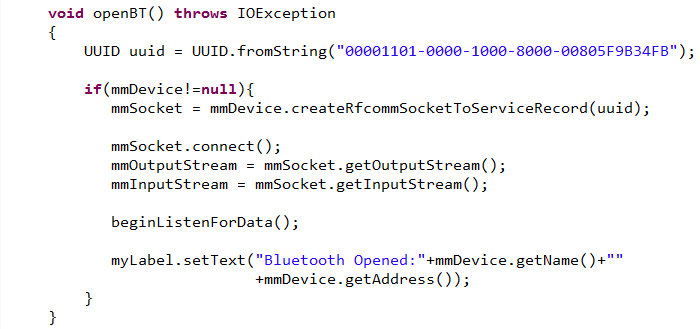 void openBT() throws IOException
{
UUID uuid = UUID.fromString("00001101-0000-1000-8000-00805F9B34FB");
if(mmDevice!=null){
mmSocket = mmDevice.createRfcommSocketToServiceRecord(uuid);
mmSocket.connect();
mmOutputStream = mmSocket.getOutputStream();
mmInputStream = mmSocket.getInputStream();
beginListenForData();
myLabel.setText("Bluetooth Opened:"+mmDevice.getName()+""
+mmDevice.getAddress());
}
}